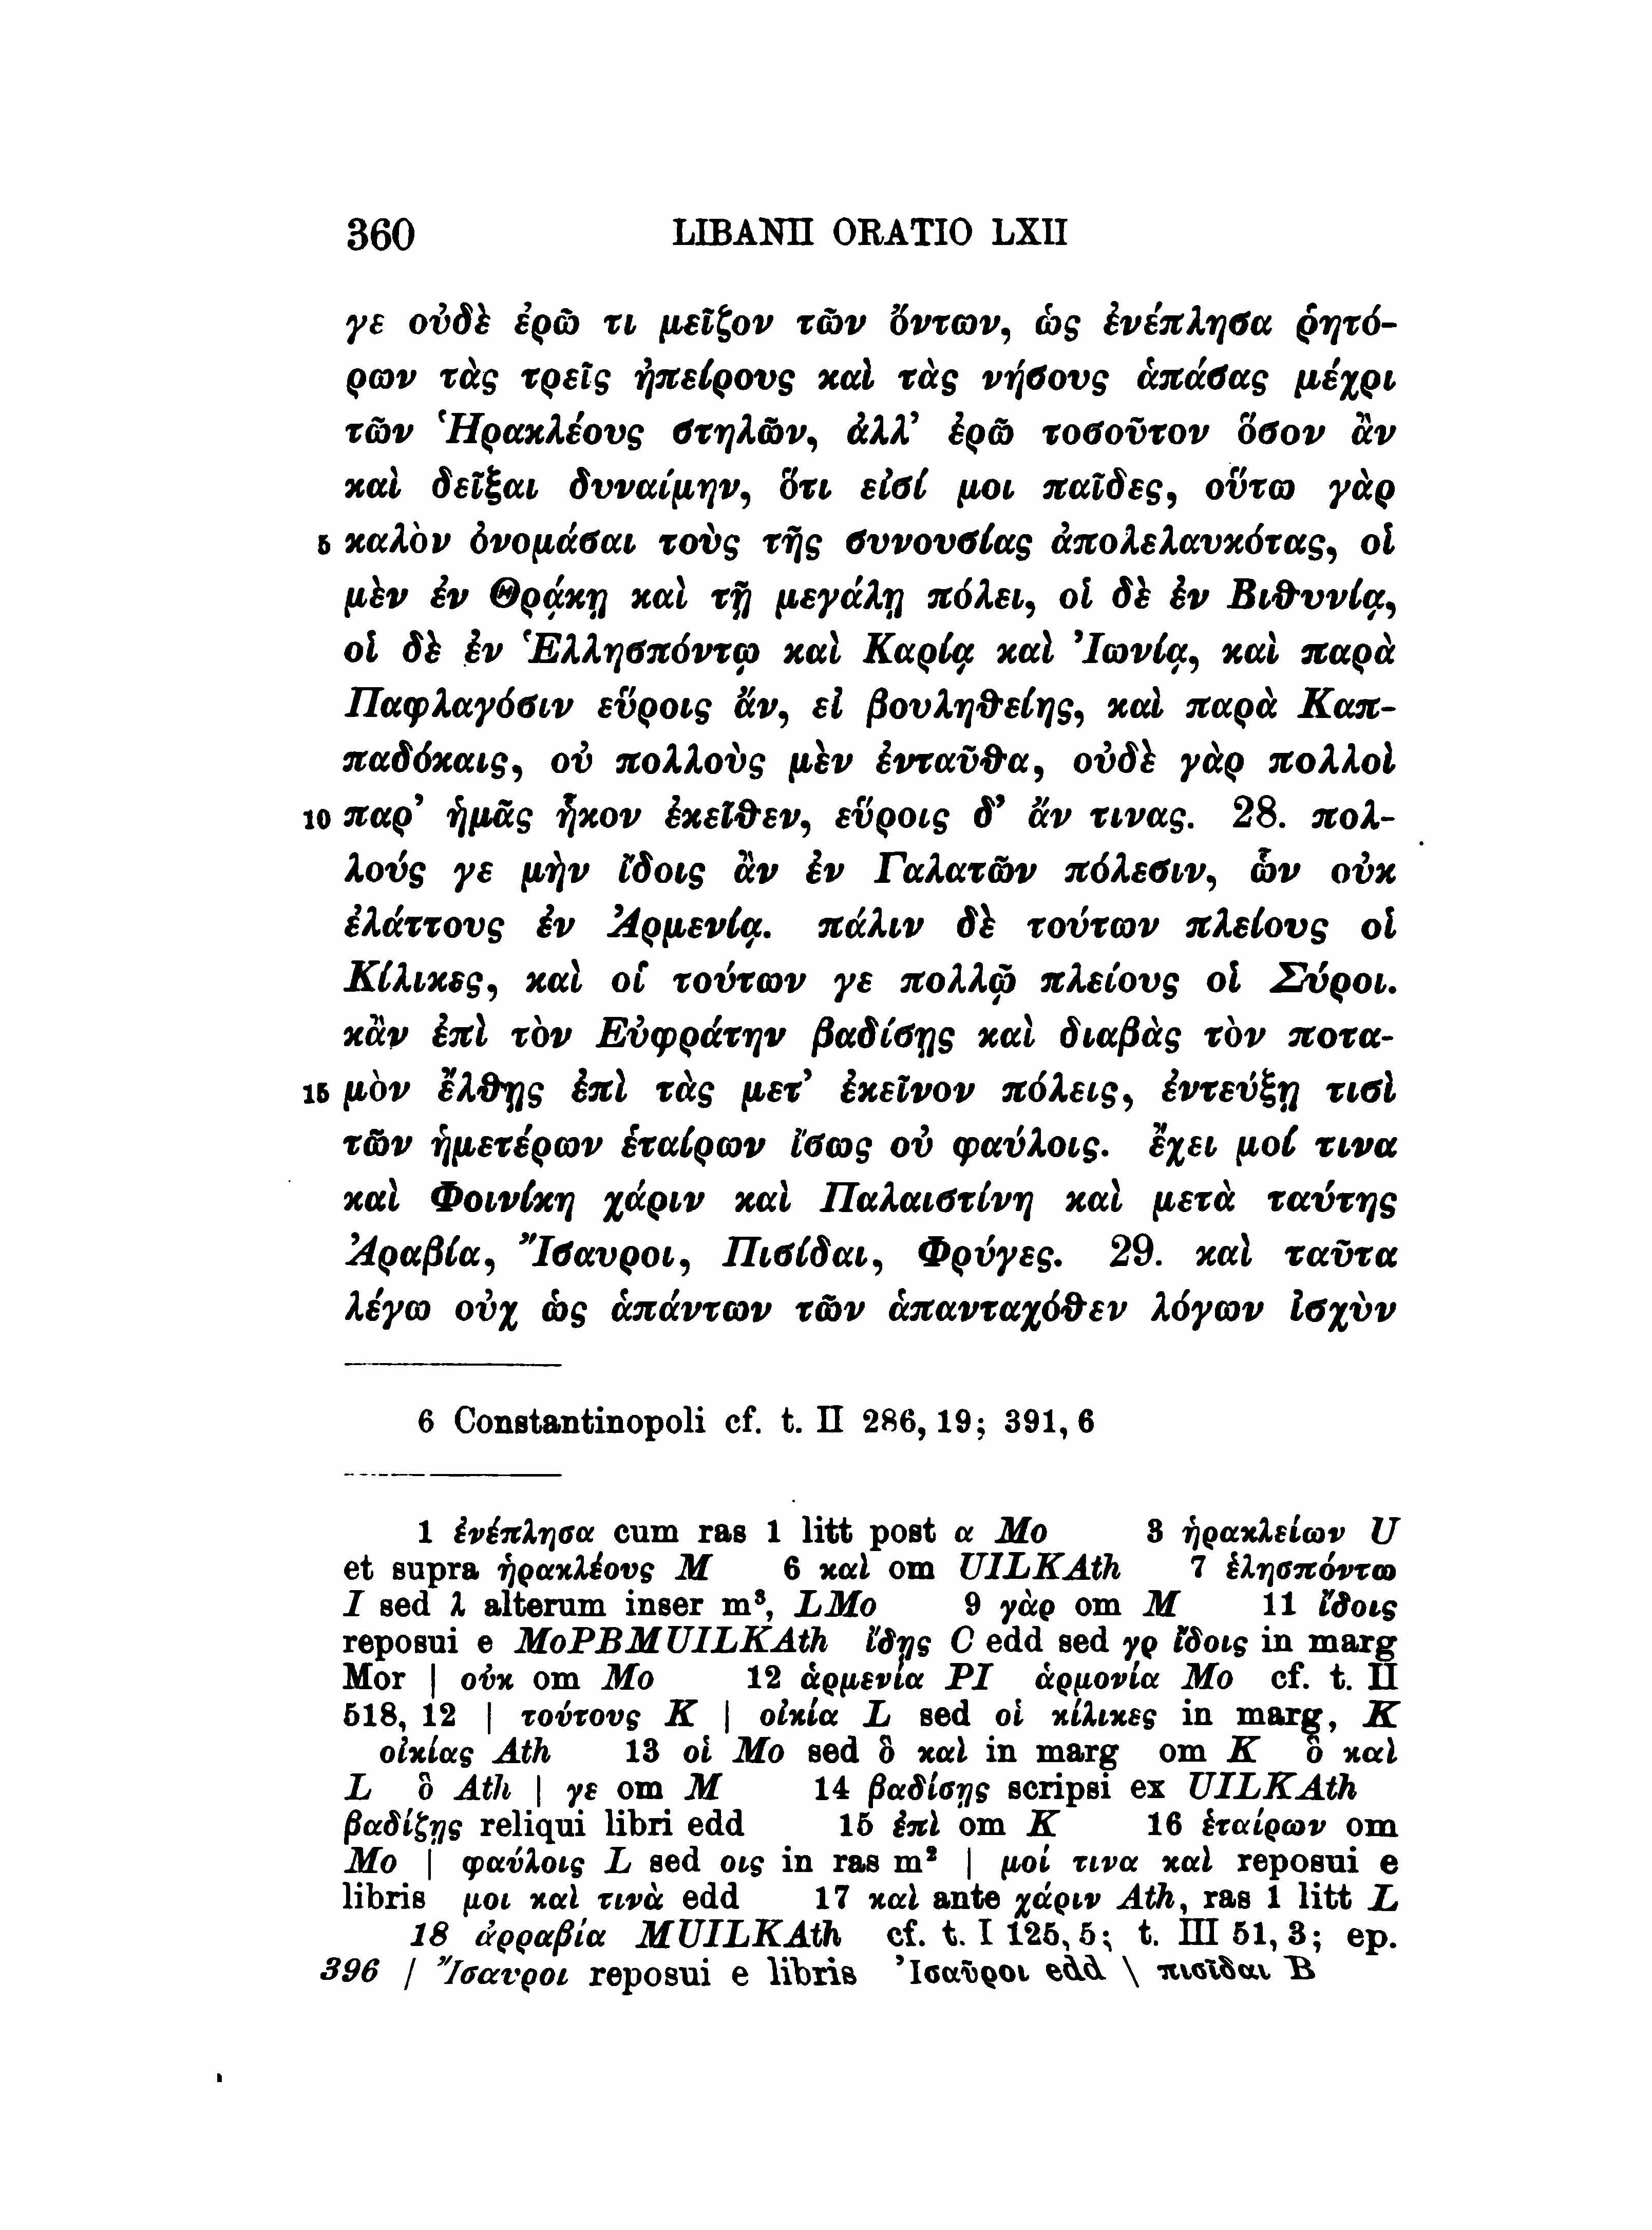 360 LIBANII ORATIO LXII
γε οὐδὲ ἐρῶ τι μεῖζον τῶν ὄντων, ὡς ἐνέπλησα ῥητό-
ρων τὰς τρεῖς ἠπείρους καὶ τὰς νήσους ἁπάσας μέχρι
τῶν Ἡρακλέους στηλῶν, ἀλλ’ ἐρῶ τοσοῦτον ὅσον ἂν
καὶ δεῖξαι δυναίμην, ὅτι εἰσί μοι παῖδες, οὕτω γὰρ
5 καλὸν ὀνομάσαι τοὺς τῆς συνουσίας ἀπολελαυκότας, οἱ
μὲν ἐν Θρᾴκῃ καὶ τῇ μεγάλῃ πόλει, οἱ δὲ ἐν Βιθυνίᾳ,
οἱ δὲ ἐν Ἑλλησπόντῳ καὶ Καρίᾳ καὶ Ἰωνίᾳ, καὶ παρὰ
Παφλαγόσιν εὕροις ἄν, εἰ βουληθείης, καὶ παρὰ Καπ-
παδόκαις, οὐ πολλοὺς μὲν ἐνταῦθα, οὐδὲ γὰρ πολλοὶ
10 παρ’ ἡμᾶς ἧκον ἐκεῖθεν, εὕροις δ’ ἄν τινας. 28. πολ-
λούς γε μὴν ἴδοις ἂν ἐν Γαλατῶν πόλεσιν, ὧν οὐκ
ἐλάττους ἐν Ἀρμενίᾳ. πάλιν δὲ τούτων πλείους οἱ
Κίλικες, καὶ οἵ τούτων γε πολλῷ πλείους οἱ Σύροι.
κἂν ἐπὶ τὸν Εὐφράτην βαδίσῃς καὶ διαβὰς τὸν ποτα-
15 μὸν ἔλθῃς ἐπὶ τὰς μετ’ ἐκεῖνον πόλεις, ἐντεύξῃ τισὶ
τῶν ἡμετέρων ἑταίρων ἴσως οὐ φαύλοις. ἔχει μοί τινα
καὶ Φοινίκη χάριν καὶ Παλαιστίνη καὶ μετὰ ταύτης
Ἀραβία, Ἴσαυροι, Πισίδαι, Φρύγες. 29. καὶ ταῦτα
λέγω οὐχ ὡς ἁπάντων τῶν ἁπανταχόθεν λόγων ἰσχὺν
6 Constantinopoli cf. t. II 286, 19; 391, 6
1 ἐνέπλησα cum ras 1 litt post α Mo 3 ἡρακλείων U
et supra ἡρακλέους M 6 καὶ om UILKAth 7 ἐλησπόντω
I sed λ alterum inser m³, LMo 9 γὰρ om M 11 ἴδοις
reposui e MoPBMUILKAth ἴδῃς C edd sed γρ ἴδοις in marg
Mor | οὐκ om Mo 12 ἁρμενία PI ἁρμονία Mo cf. t. II
518, 12 | τούτους K | οἰκία L sed οἱ κίλικες in marg, K
οἰκίας Ath 13 οἱ Mo sed ὃ καὶ in marg om K ὃ καὶ
L ὃ Ath | γε om M 14 βαδίσῃς scripsi ex UILKAth
βαδίζῃς reliqui libri edd 15 ἐπὶ om K 16 ἑταίρων om
Mo | φαύλοις L sed οις in ras m² | μοί τινα καὶ reposui e
libris μοι καὶ τινὰ edd 17 καὶ ante χάριν Ath, ras 1 litt L
18 ἀρραβία MUILKAth cf. t. I 125, 5; t. III 51, 3; ep.
396 | Ἴσαυροι reposui e libris Ἰσαῦροι edd | πισῖδαι B